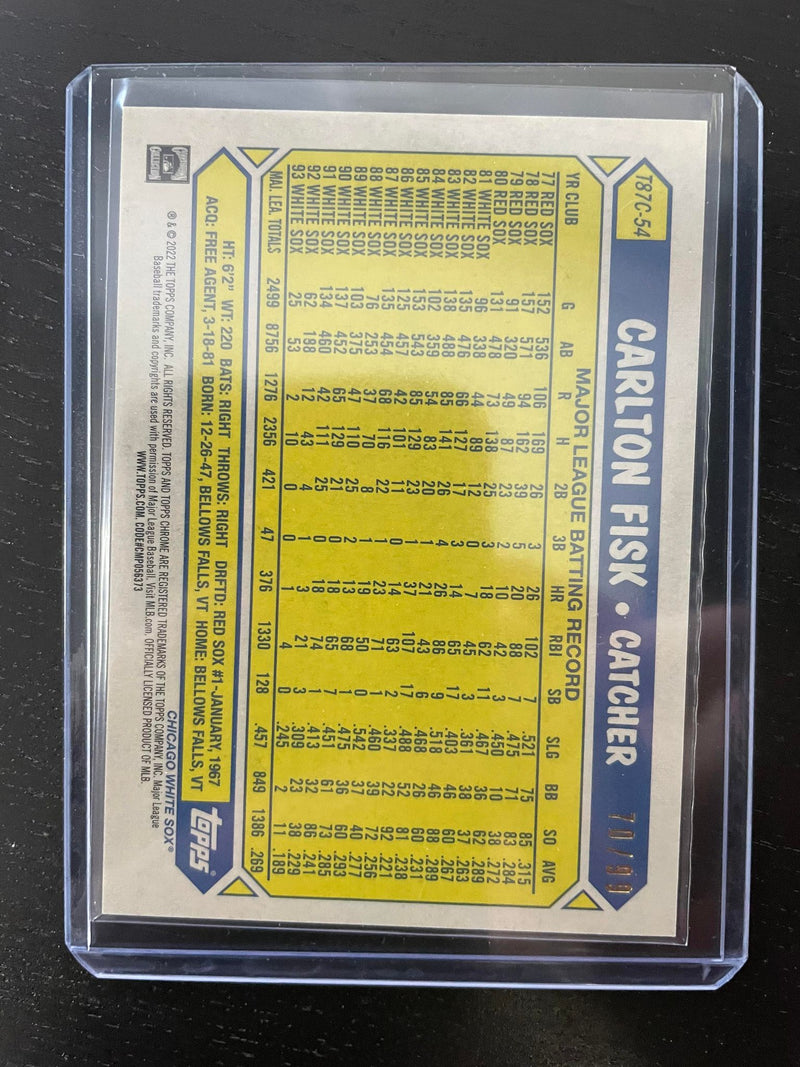 T87C-54
CARLTON FISK • CATCHER
70/99
MAJOR LEAGUE BATTING RECORD
YR CLUB G AB R H 2B 3B HR RBI SB SLG BB SO AVG
77 RED SOX 152 536 106 169 26 3 26 102 7 .521 75 85 .315
78 RED SOX 157 571 94 162 39 5 20 88 7 .475 71 83 .284
79 RED SOX 91 320 49 87 23 2 10 42 3 .450 10 38 .272
80 RED SOX 131 478 73 138 25 3 18 62 11 .467 36 62 .289
81 WHITE SOX 96 338 44 89 12 0 7 45 3 .361 38 37 .263
82 WHITE SOX 135 476 66 127 17 3 14 65 17 .403 46 60 .267
83 WHITE SOX 138 488 85 141 26 4 26 86 9 .518 46 88 .289
84 WHITE SOX 102 359 54 83 20 1 21 43 6 .468 26 60 .231
85 WHITE SOX 153 543 85 129 23 1 37 107 17 .488 52 81 .238
86 WHITE SOX 125 457 42 101 11 0 14 63 2 .337 22 92 .221
87 WHITE SOX 135 454 68 116 22 1 23 71 1 .460 39 72 .256
88 WHITE SOX 76 253 37 70 8 1 19 50 0 .542 37 40 .277
89 WHITE SOX 103 375 47 110 25 2 13 68 1 .475 36 60 .293
90 WHITE SOX 137 452 65 129 21 0 18 65 7 .451 61 73 .285
91 WHITE SOX 134 460 42 111 25 0 18 74 1 .413 32 86 .241
92 WHITE SOX 62 188 12 43 4 1 3 21 3 .309 23 38 .229
93 WHITE SOX 25 53 2 10 0 0 1 4 0 .245 2 11 .189
MAJ. LEA. TOTALS 2499 8756 1276 2356 421 47 376 1330 128 .457 849 1386 .269
HT: 6'2" WT: 220 BATS: RIGHT THROWS: RIGHT DRFTD: RED SOX #1-JANUARY, 1967
ACQ: FREE AGENT, 3-18-81 BORN: 12-26-47, BELLOWS FALLS, VT HOME: BELLOWS FALLS, VT
topps®
CHICAGO WHITE SOX®
COOPERSTOWN COLLECTION
® & © 2022 THE TOPPS COMPANY, INC. ALL RIGHTS RESERVED. TOPPS AND TOPPS CHROME ARE REGISTERED TRADEMARKS OF THE TOPPS COMPANY, INC. Major League
Baseball trademarks and copyrights are used with permission of Major League Baseball. Visit MLB.com. OFFICIALLY LICENSED PRODUCT OF MLB.
WWW.TOPPS.COM. CODE#CMP056373